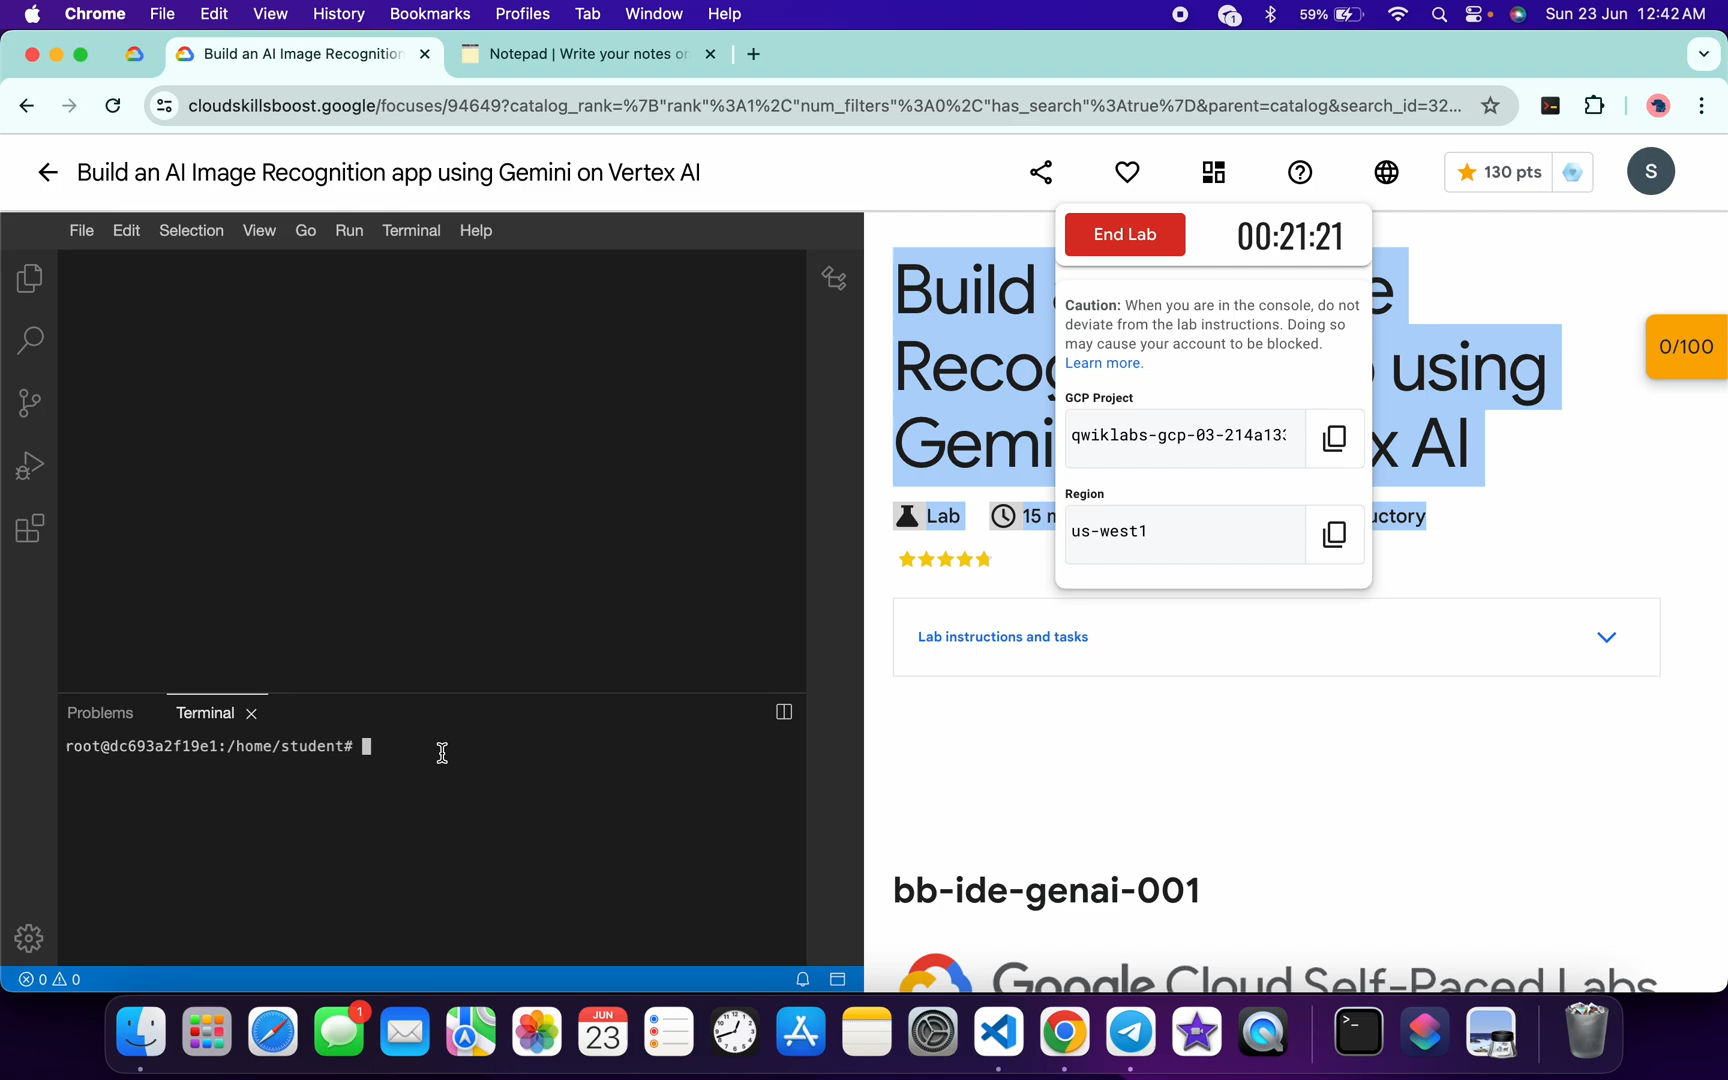 Chrome File Edit View History Bookmarks Profiles Tab Window Help 1 59% Sun 23 Jun 12:42 AM
Build an AI Image Recognition Notepad | Write your notes on
cloudskillsboost.google/focuses/94649?catalog_rank=%7B"rank"%3A1%2C"num_filters"%3A0%2C"has_search"%3Atrue%7D&parent=catalog&search_id=32...
Build an AI Image Recognition app using Gemini on Vertex AI
130 pts
S
File Edit Selection View Go Run Terminal Help
Problems
Terminal
root@dc693a2f19e1:/home/student#
0 0
End Lab 00:21:21
Caution: When you are in the console, do not
deviate from the lab instructions. Doing so
may cause your account to be blocked.
Learn more.
GCP Project
qwiklabs-gcp-03-214a133
Region
us-west1
0/100
Build e
Reco using
Gemi x AI
Lab 15 m uctory
Lab instructions and tasks
bb-ide-genai-001
Google Cloud Self-Paced Labs
1
JUN
23